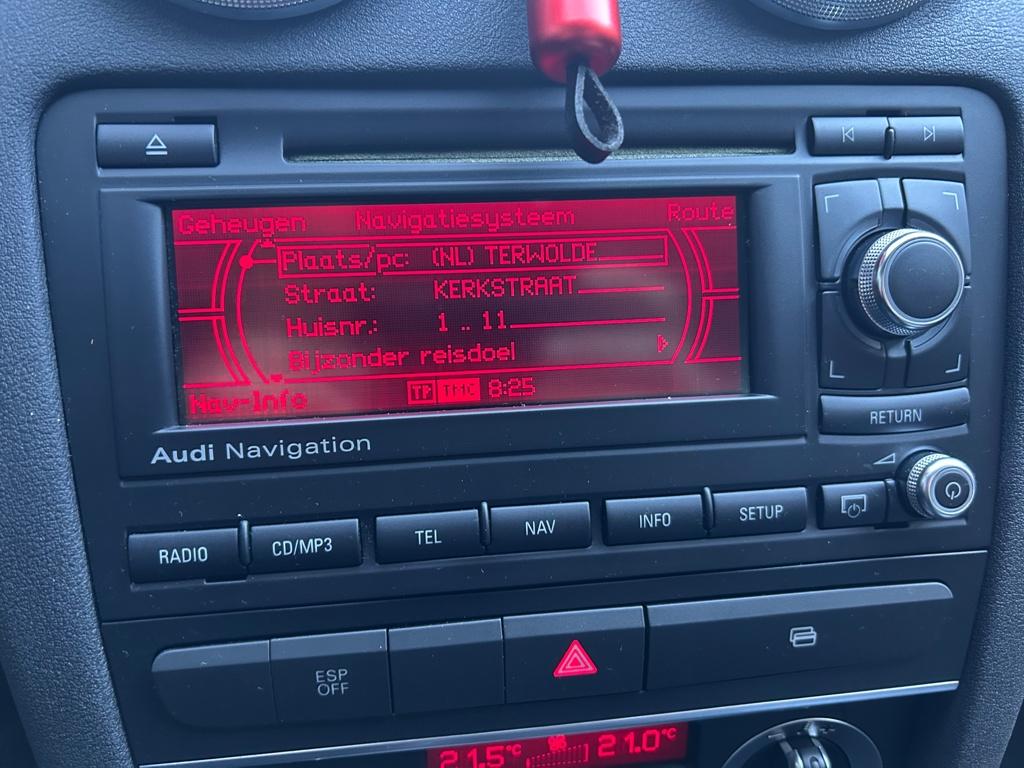 Geheugen Navigatiesysteem Route
Plaats/pc: (NL) TERWOLDE
Straat: KERKSTRAAT
Huisnr.: 1 .. 11
Bijzonder reisdoel
Nav-Info TP TMC 8:25
RETURN
Audi Navigation
RADIO CD/MP3 TEL NAV INFO SETUP
ESP
OFF
21.5°C 21.0°C